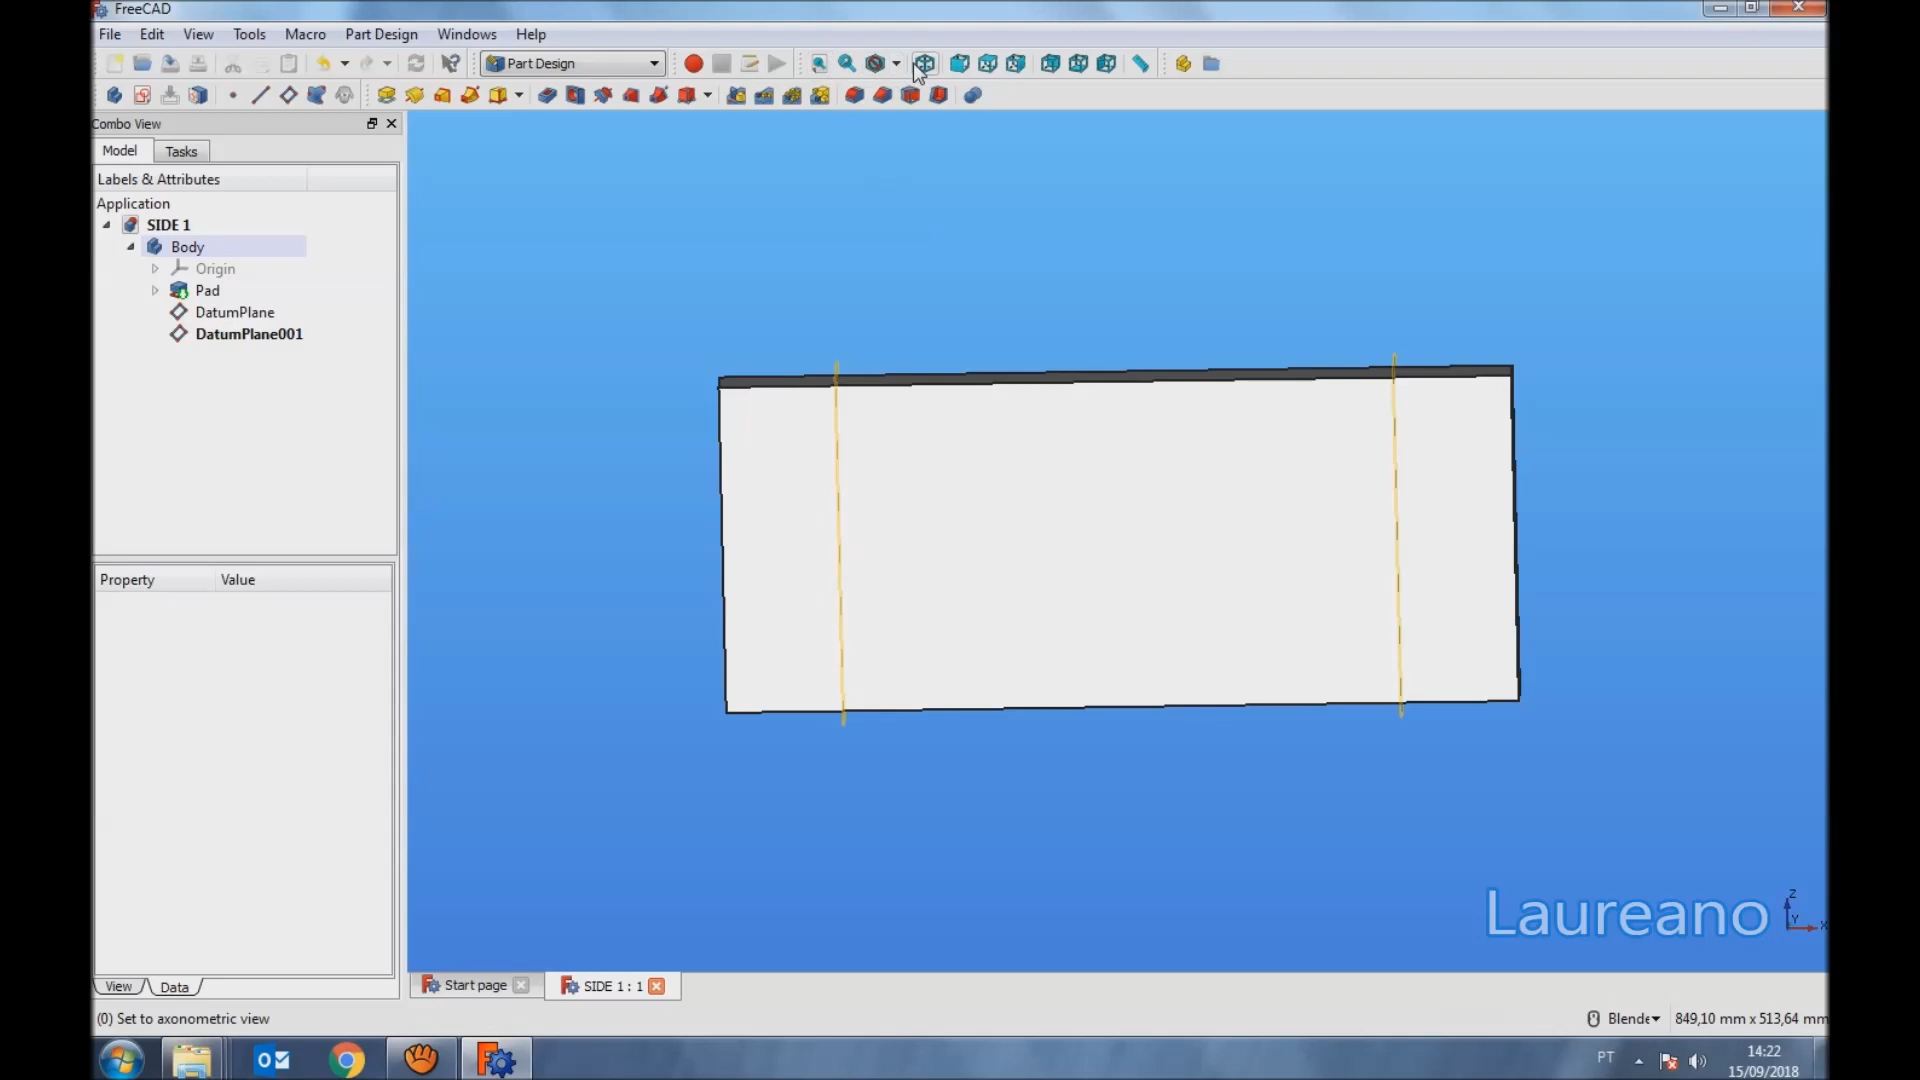 FreeCAD
File Edit View Tools Macro Part Design Windows Help
Part Design
Combo View
Model Tasks
Labels & Attributes
Application
SIDE 1
Body
Origin
Pad
DatumPlane
DatumPlane001
Property Value
Laureano
Z
Y
X
View Data
Start page SIDE 1 : 1
(0) Set to axonometric view Blende 849,10 mm x 513,64 mm
PT 14:22
15/09/2018